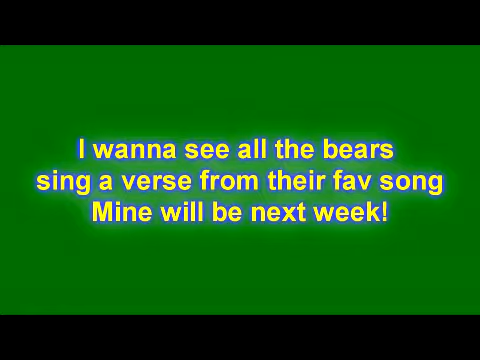 I wanna see all the bears
sing a verse from their fav song
Mine will be next week!